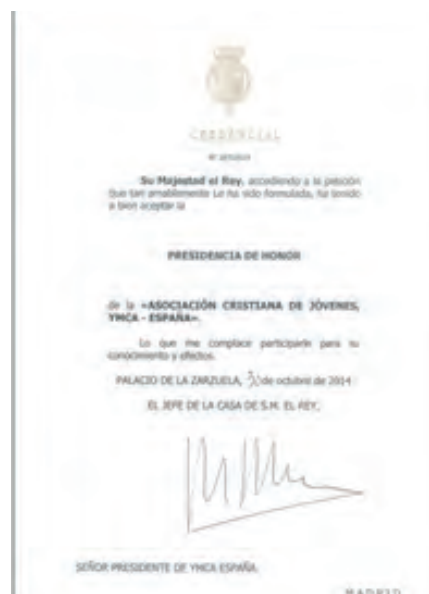 CREDENCIAL
Su Majestad el Rey, accediendo a la petición
que tan amablemente Le ha sido formulada, ha tenido
a bien aceptar la
PRESIDENCIA DE HONOR
de la «ASOCIACIÓN CRISTIANA DE JÓVENES,
YMCA - ESPAÑA».
Lo que me complace participarle para su
conocimiento y efectos.
PALACIO DE LA ZARZUELA, de octubre de 2014
EL JEFE DE LA CASA DE S.M. EL REY,
SEÑOR PRESIDENTE DE YMCA ESPAÑA.
MADRID